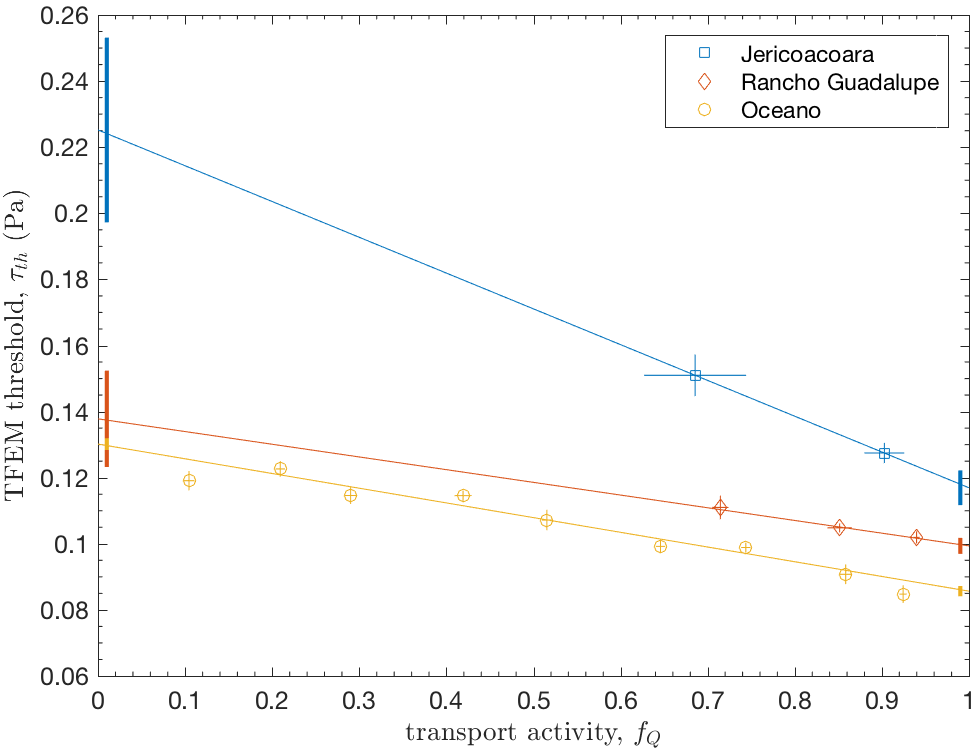 0.26
0.24
0.22
0.2
0.18
0.16
0.14
0.12
0.1
0.08
0.06
TFEM threshold, τ_th (Pa)
Jericoacoara
Rancho Guadalupe
Oceano
0 0.1 0.2 0.3 0.4 0.5 0.6 0.7 0.8 0.9 1
transport activity, f_Q